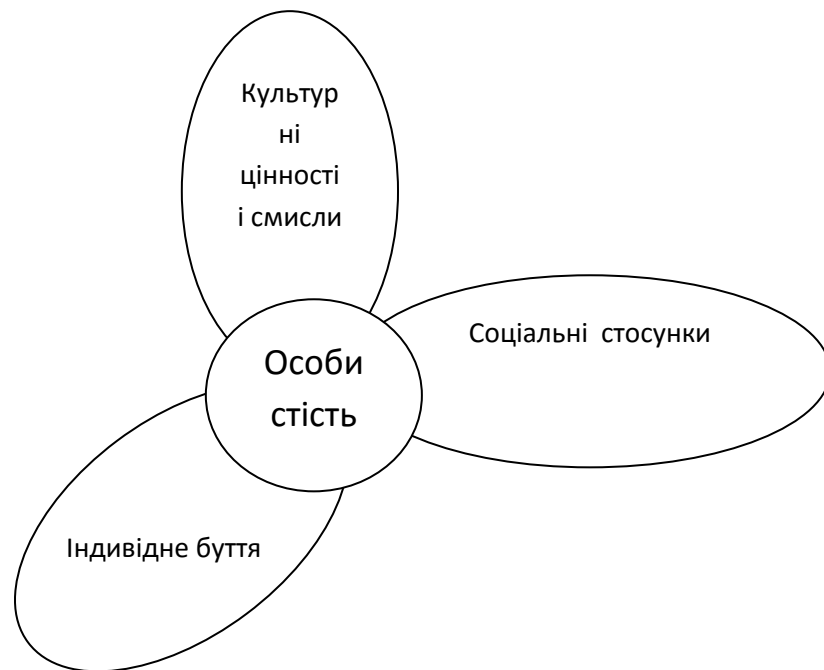 Культур
ні
цінності
і смисли
Соціальні стосунки
Особи
стість
Індивідне буття